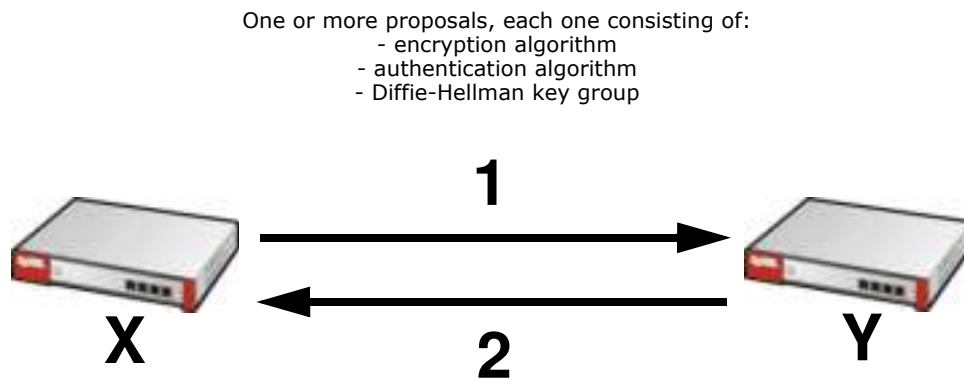 One or more proposals, each one consisting of:
- encryption algorithm
- authentication algorithm
- Diffie-Hellman key group
1
X
Y
2